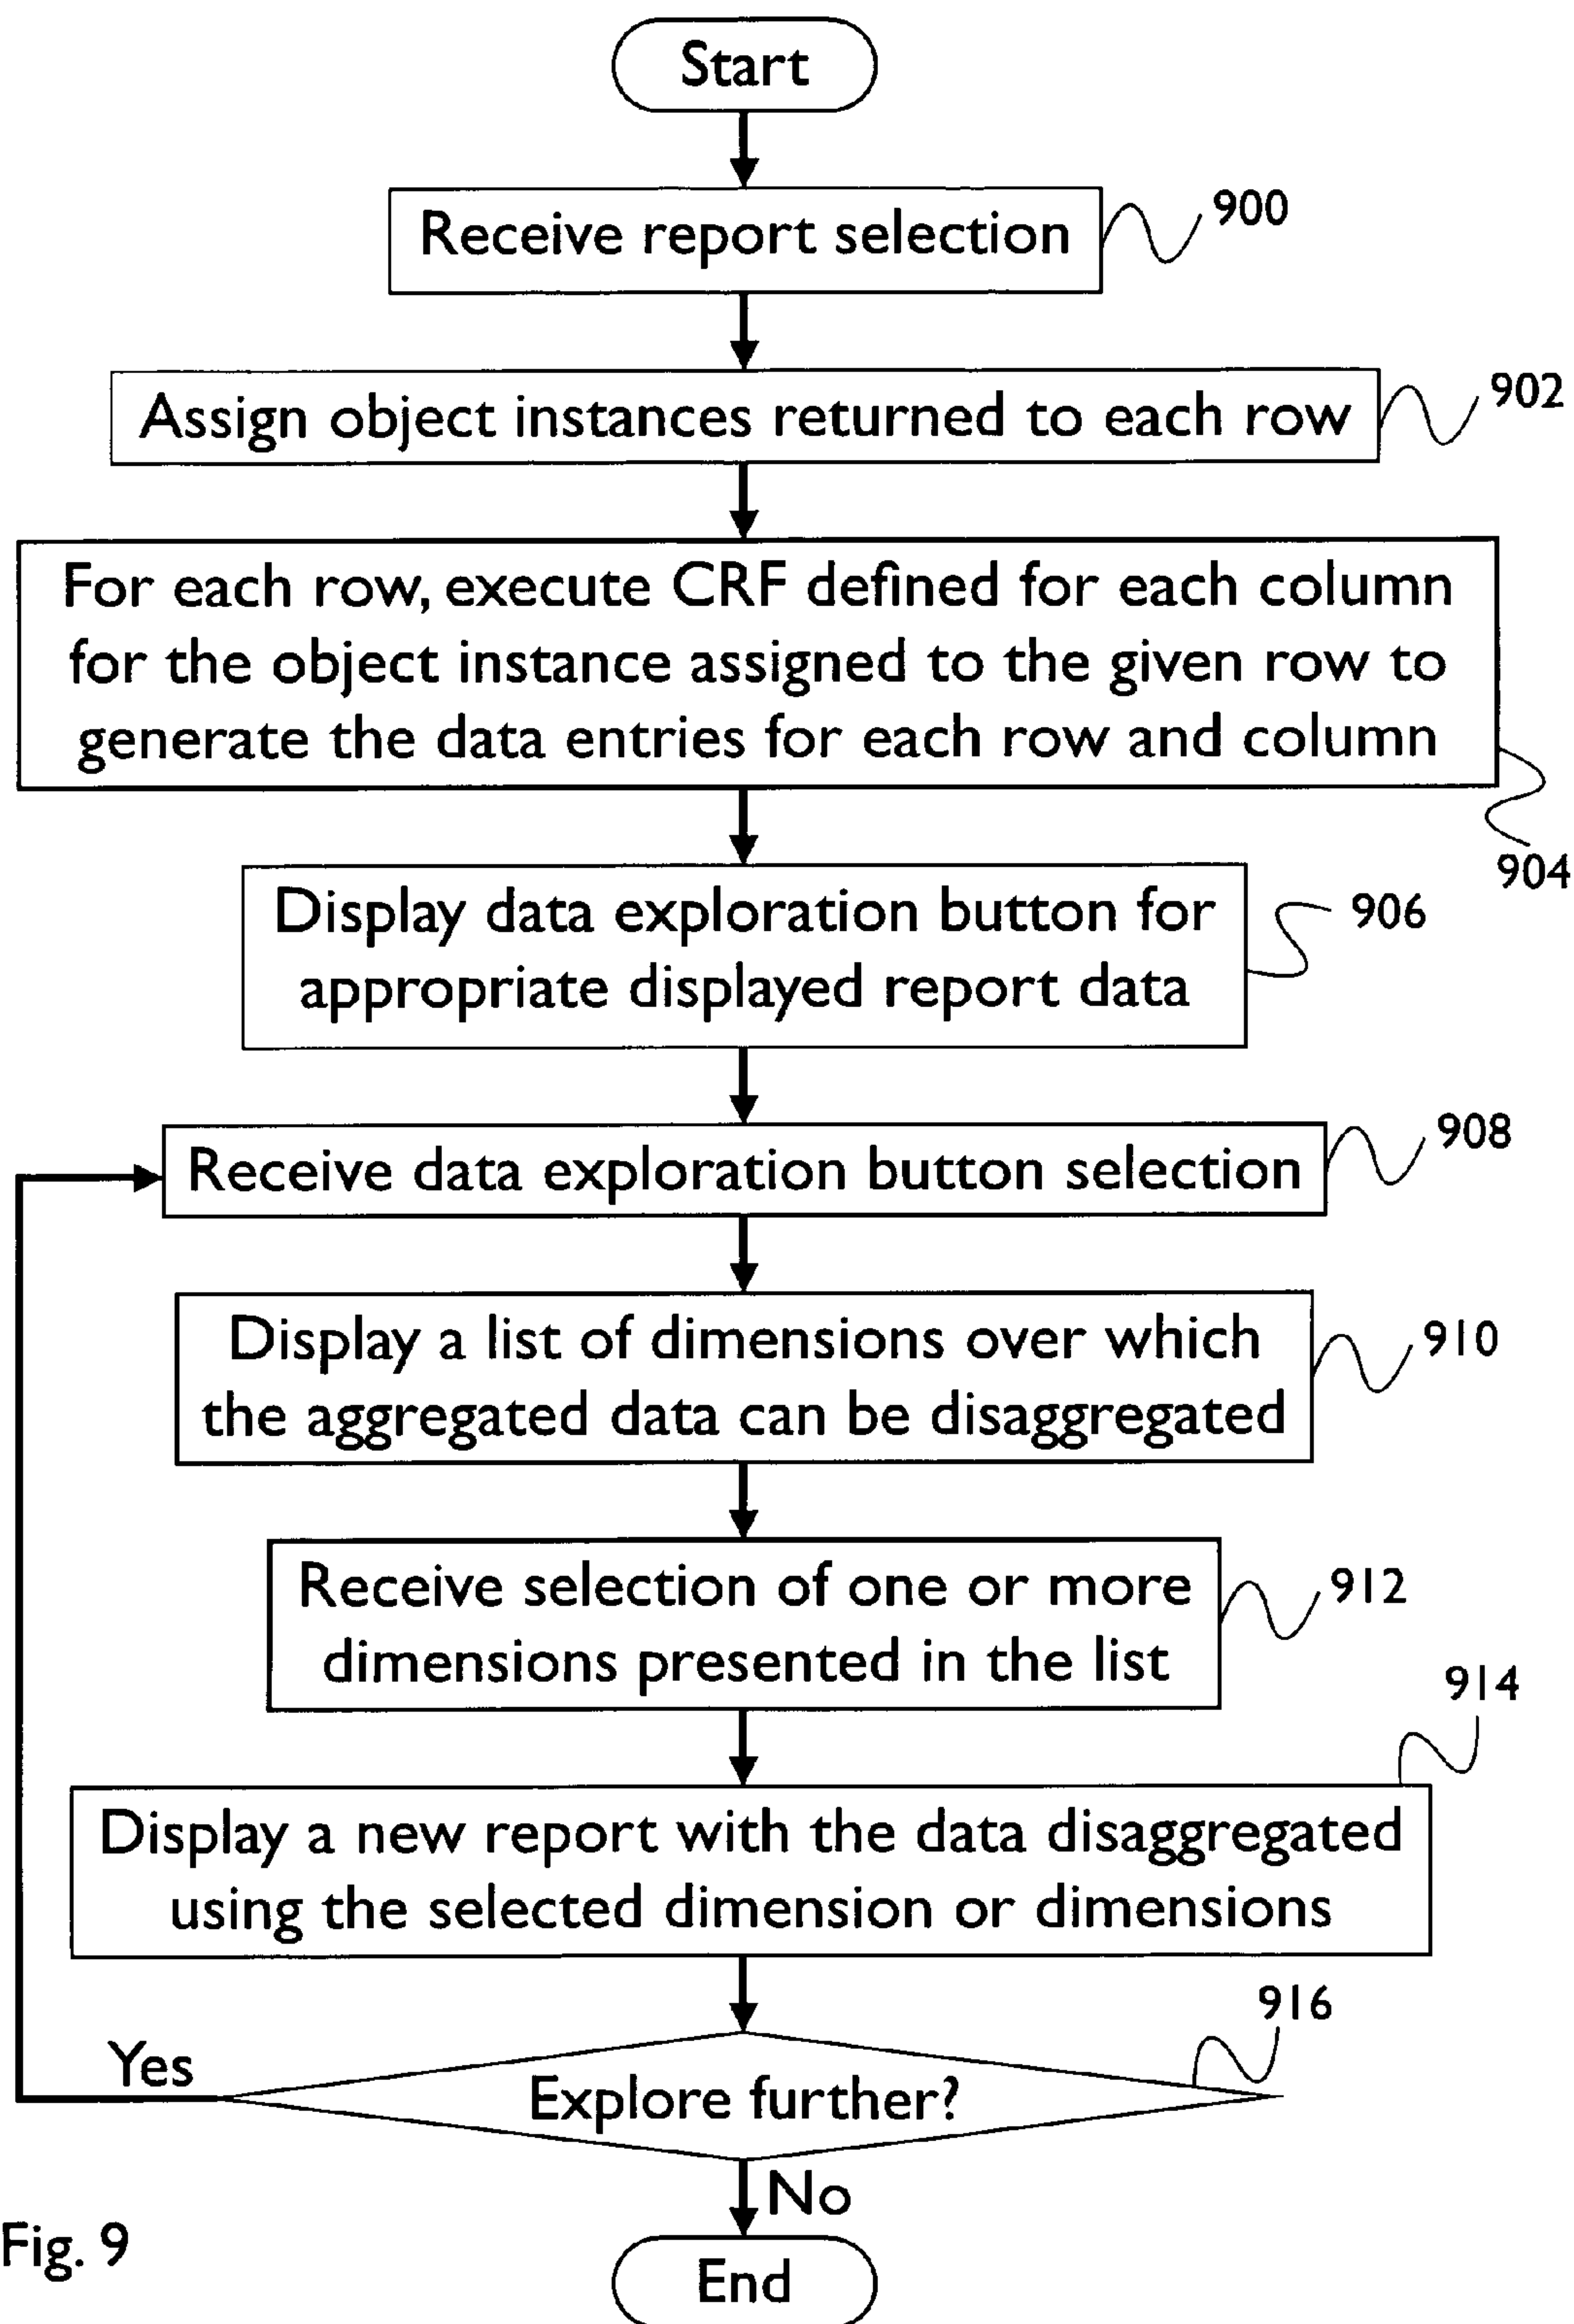 Start
Receive report selection
900
Assign object instances returned to each row
902
For each row, execute CRF defined for each column
for the object instance assigned to the given row to
generate the data entries for each row and column
904
Display data exploration button for
appropriate displayed report data
906
Receive data exploration button selection
908
Display a list of dimensions over which
the aggregated data can be disaggregated
910
Receive selection of one or more
dimensions presented in the list
912
914
Display a new report with the data disaggregated
using the selected dimension or dimensions
916
Yes
Explore further?
No
Fig. 9
End